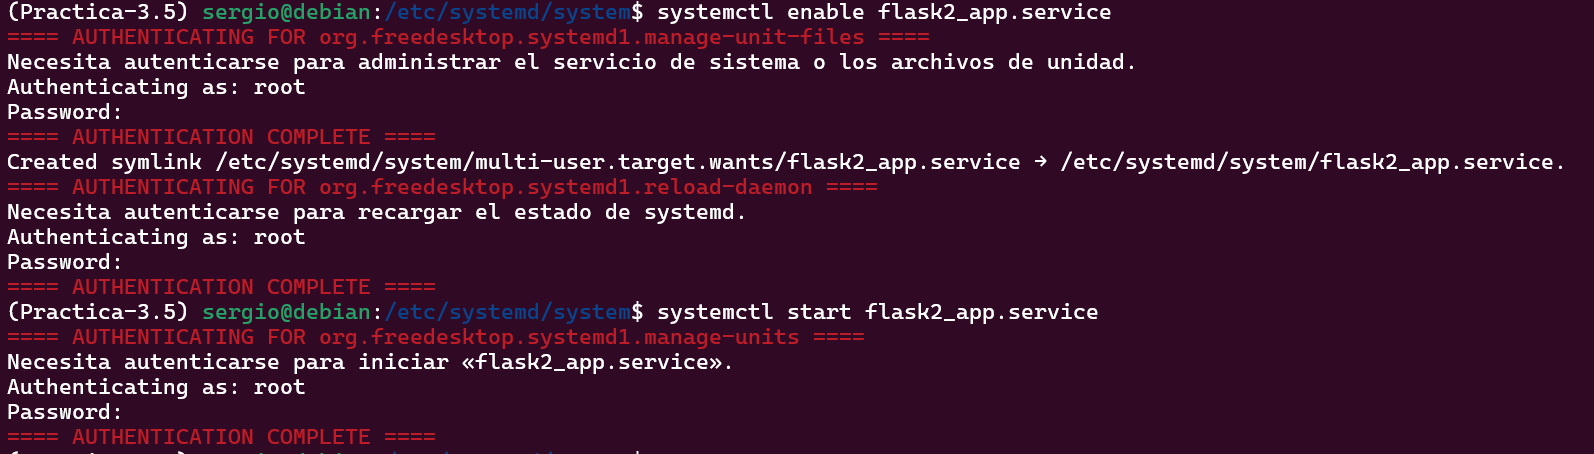 (Practica-3.5) sergio@debian:/etc/systemd/system$ systemctl enable flask2_app.service
==== AUTHENTICATING FOR org.freedesktop.systemd1.manage-unit-files ====
Necesita autenticarse para administrar el servicio de sistema o los archivos de unidad.
Authenticating as: root
Password:
==== AUTHENTICATION COMPLETE ====
Created symlink /etc/systemd/system/multi-user.target.wants/flask2_app.service → /etc/systemd/system/flask2_app.service.
==== AUTHENTICATING FOR org.freedesktop.systemd1.reload-daemon ====
Necesita autenticarse para recargar el estado de systemd.
Authenticating as: root
Password:
==== AUTHENTICATION COMPLETE ====
(Practica-3.5) sergio@debian:/etc/systemd/system$ systemctl start flask2_app.service
==== AUTHENTICATING FOR org.freedesktop.systemd1.manage-units ====
Necesita autenticarse para iniciar «flask2_app.service».
Authenticating as: root
Password:
==== AUTHENTICATION COMPLETE ====